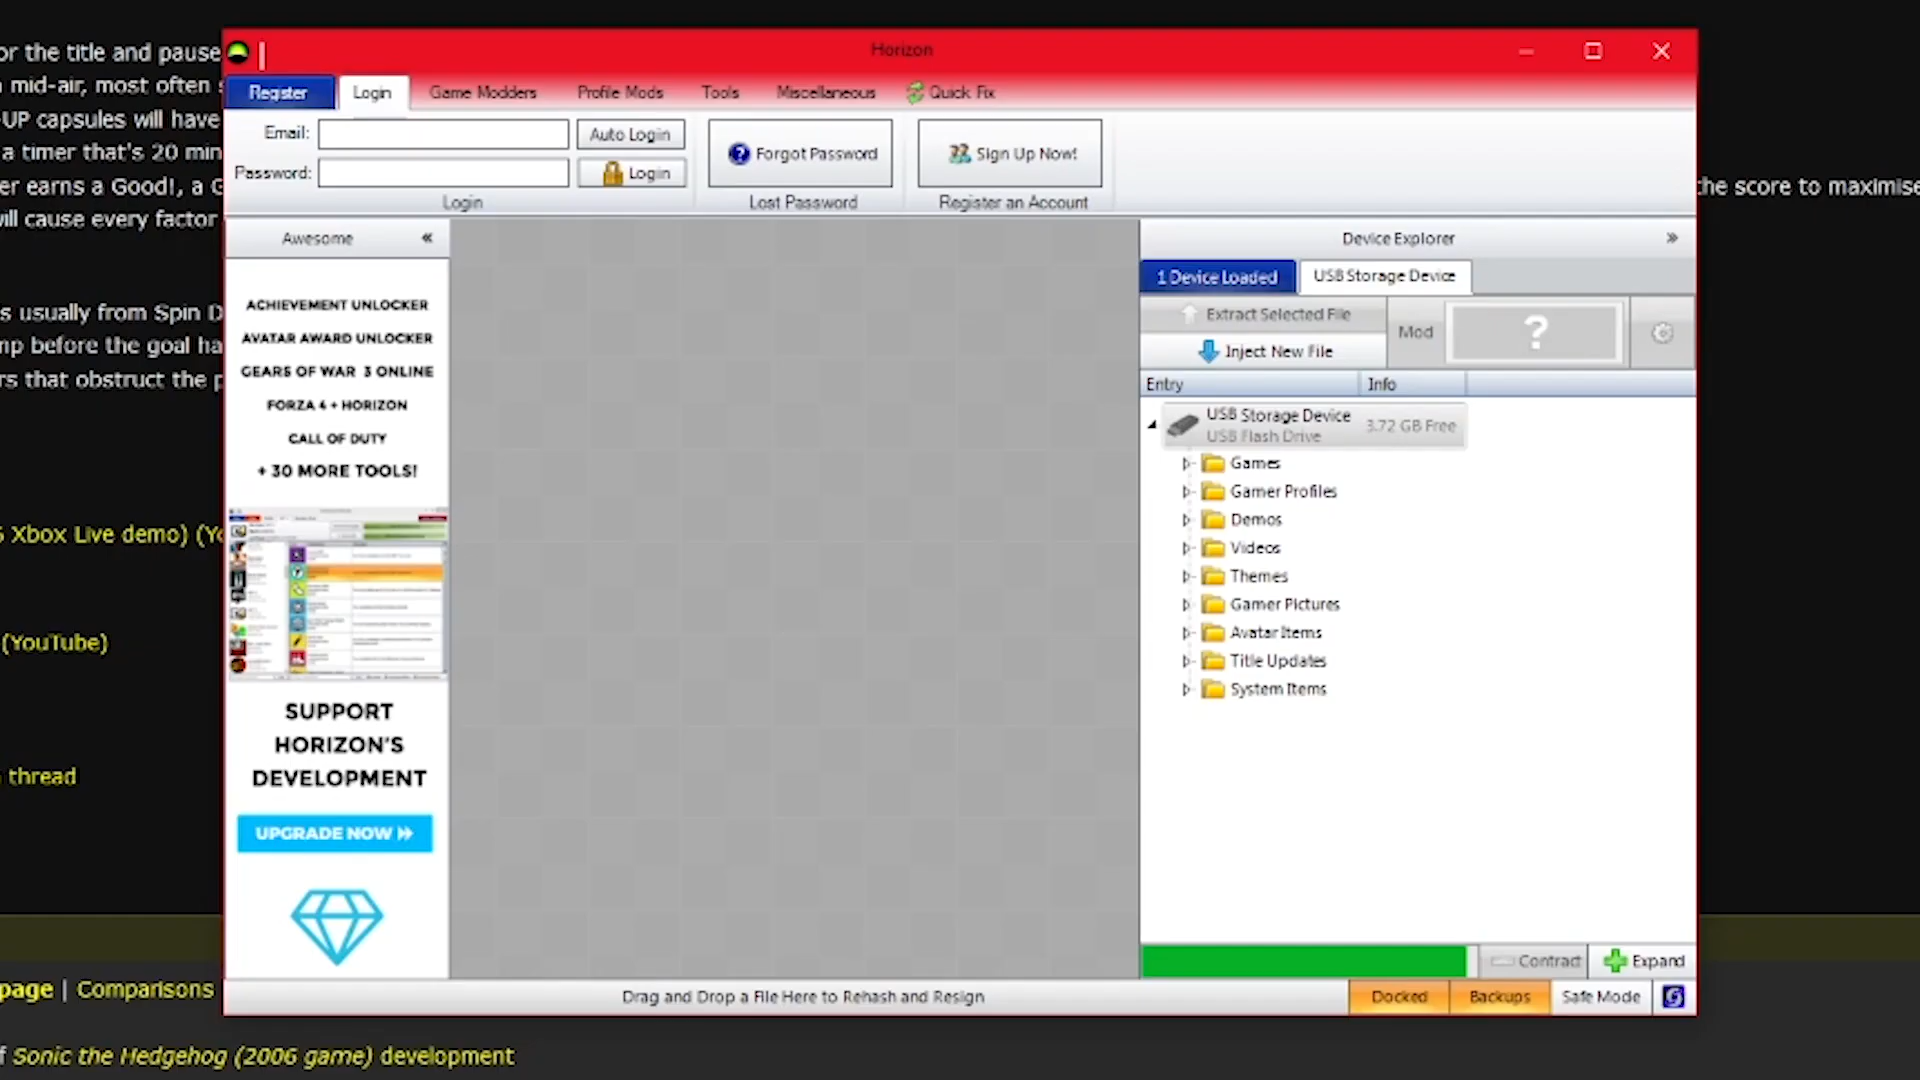 or the title and pause
mid-air, most often
-UP capsules will have
a timer that's 20 min
er earns a Good!, a
the score to maximise
will cause every factor
s usually from Spin D
mp before the goal ha
rs that obstruct the p
Xbox Live demo)
(YouTube)
thread
page | Comparisons
Sonic the Hedgehog (2006 game) development
Horizon
Register Login Game Modders Profile Mods Tools Miscellaneous Quick Fix
Email: Auto Login
Password: Login
Forgot Password
Sign Up Now!
Login Lost Password Register an Account
Awesome «
ACHIEVEMENT UNLOCKER
AVATAR AWARD UNLOCKER
GEARS OF WAR 3 ONLINE
FORZA 4 + HORIZON
CALL OF DUTY
+ 30 MORE TOOLS!
SUPPORT
HORIZON'S
DEVELOPMENT
UPGRADE NOW
Device Explorer »
1 Device Loaded USB Storage Device
Extract Selected File
Inject New File
Mod ?
Entry Info
USB Storage Device
USB Flash Drive
3.72 GB Free
Games
Gamer Profiles
Demos
Videos
Themes
Gamer Pictures
Avatar Items
Title Updates
System Items
Contract Expand
Drag and Drop a File Here to Rehash and Resign
Docked Backups Safe Mode